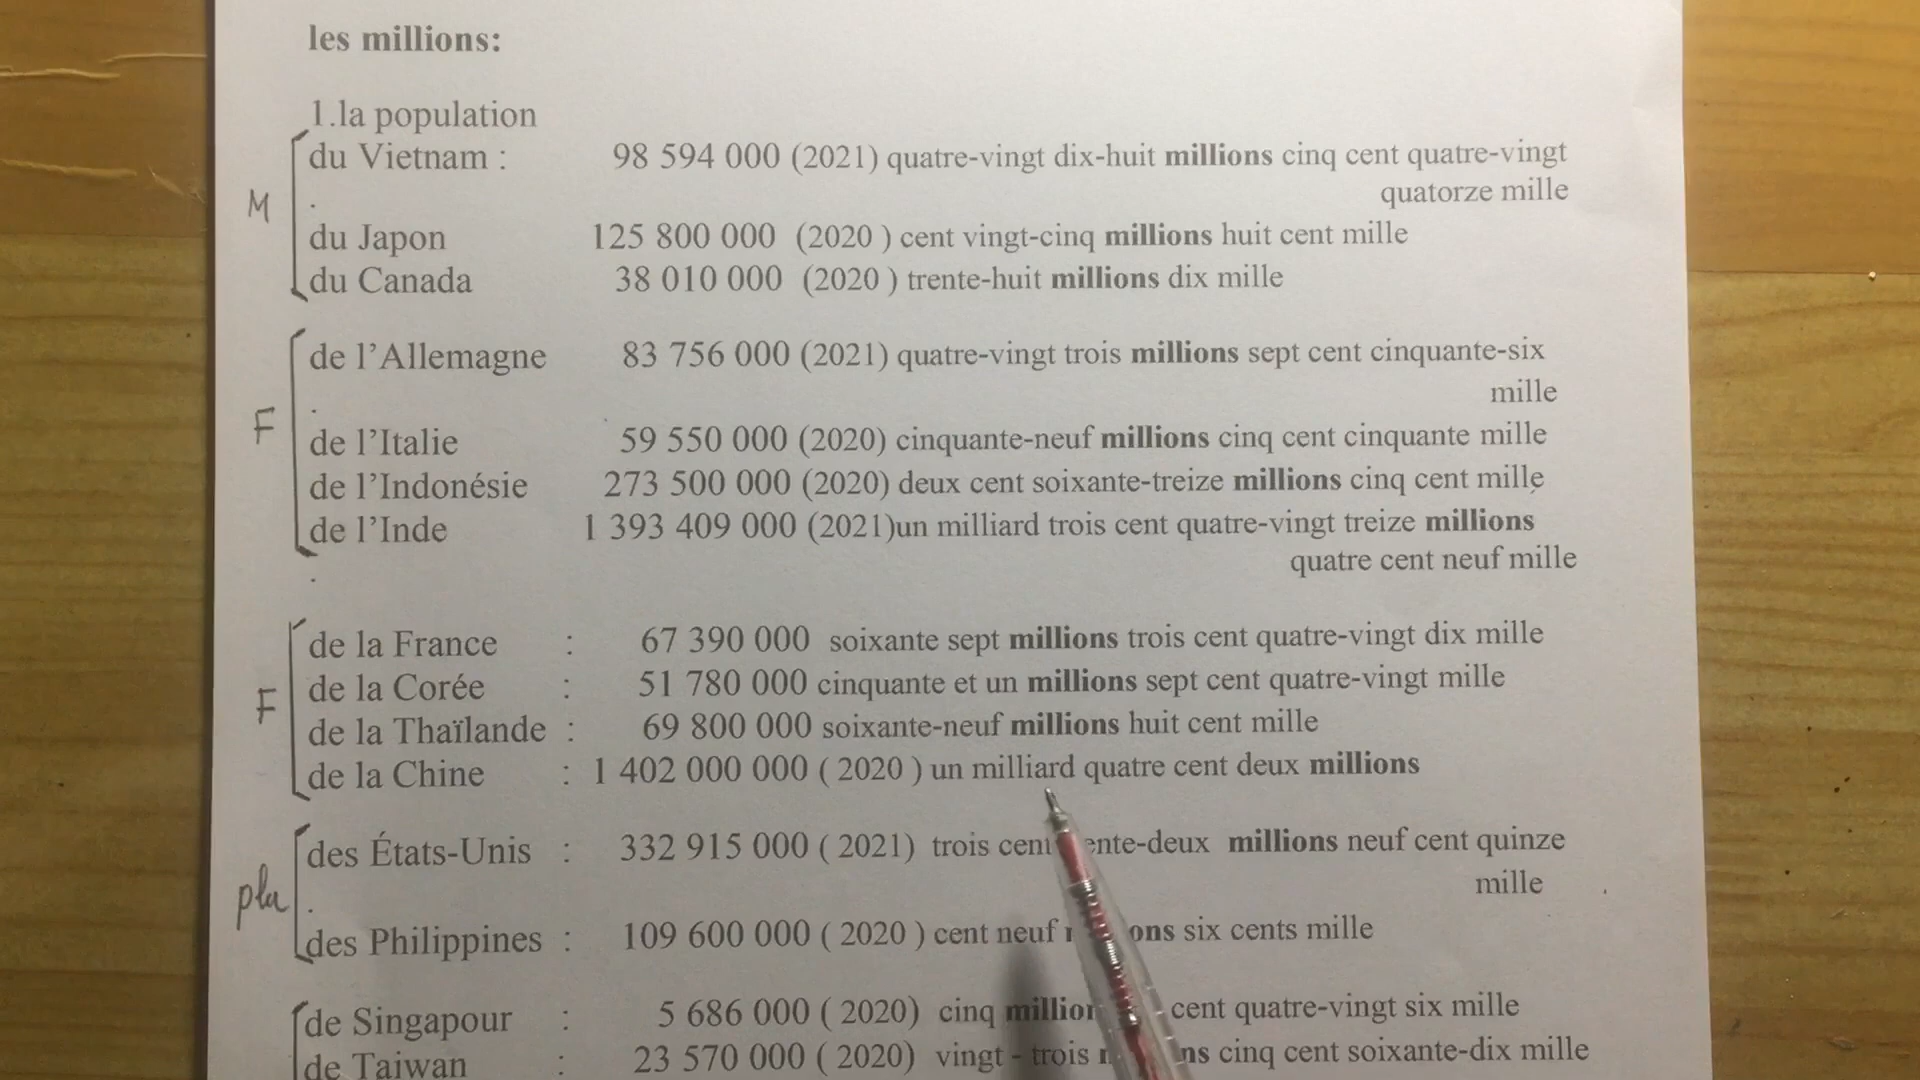 les millions:
1.la population
du Vietnam : 98 594 000 (2021) quatre-vingt dix-huit millions cinq cent quatre-vingt
quatorze mille
M
.
du Japon 125 800 000 (2020 ) cent vingt-cinq millions huit cent mille
du Canada 38 010 000 (2020 ) trente-huit millions dix mille
de l'Allemagne 83 756 000 (2021) quatre-vingt trois millions sept cent cinquante-six
mille
.
F
de l'Italie 59 550 000 (2020) cinquante-neuf millions cinq cent cinquante mille
de l'Indonésie 273 500 000 (2020) deux cent soixante-treize millions cinq cent mille
de l'Inde 1 393 409 000 (2021)un milliard trois cent quatre-vingt treize millions
quatre cent neuf mille
.
de la France : 67 390 000 soixante sept millions trois cent quatre-vingt dix mille
de la Corée : 51 780 000 cinquante et un millions sept cent quatre-vingt mille
F
de la Thaïlande : 69 800 000 soixante-neuf millions huit cent mille
de la Chine : 1 402 000 000 ( 2020 ) un milliard quatre cent deux millions
des États-Unis : 332 915 000 ( 2021) trois cent ente-deux millions neuf cent quinze
mille .
.
des Philippines : 109 600 000 ( 2020 ) cent neuf ons six cents mille
de Singapour : 5 686 000 ( 2020) cinq million cent quatre-vingt six mille
de Taiwan : 23 570 000 ( 2020) vingt - trois ns cinq cent soixante-dix mille